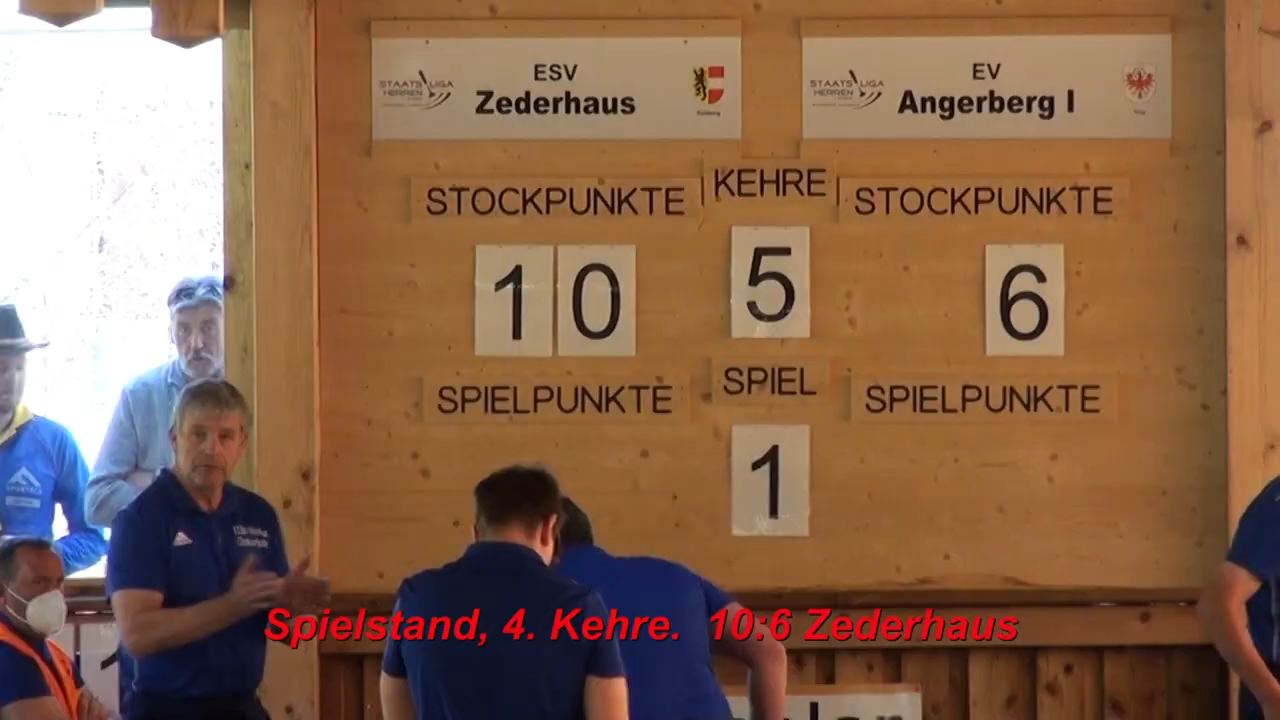 ESV
Zederhaus
STAATSLIGA
HERREN
EV
Angerberg I
STAATSLIGA
HERREN
STOCKPUNKTE
KEHRE
STOCKPUNKTE
10
5
6
SPIELPUNKTE
SPIEL
SPIELPUNKTE
1
Spielstand, 4. Kehre. 10:6 Zederhaus